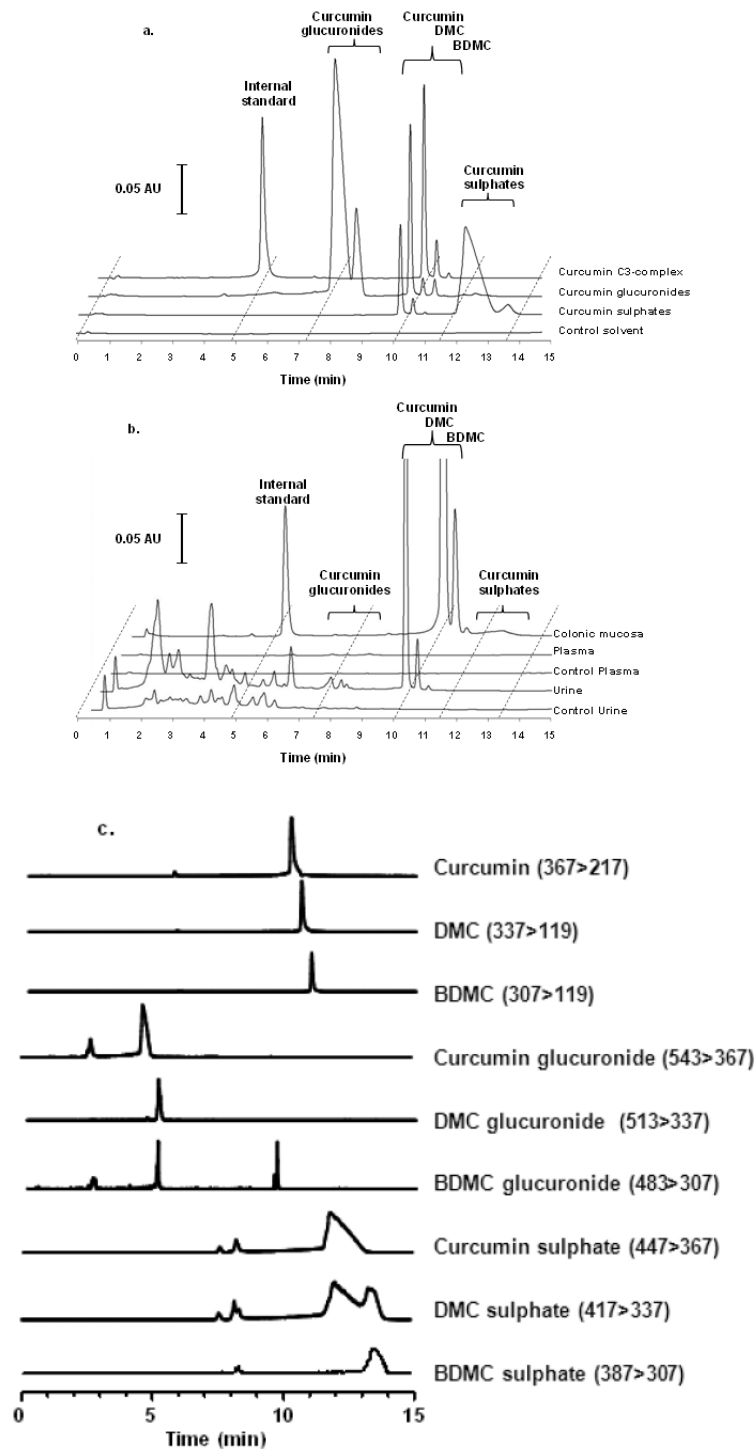 a.
Curcumin
glucuronides
Curcumin
DMC
BDMC
Internal
standard
0.05 AU
Curcumin
sulphates
Curcumin C3-complex
Curcumin glucuronides
Curcumin sulphates
Control solvent
0 1 2 3 4 5 6 7 8 9 10 11 12 13 14 15
Time (min)
b.
Curcumin
DMC
BDMC
Internal
standard
0.05 AU
Curcumin
glucuronides
Curcumin
sulphates
Colonic mucosa
Plasma
Control Plasma
Urine
Control Urine
0 1 2 3 4 5 6 7 8 9 10 11 12 13 14 15
Time (min)
c.
Curcumin (367>217)
DMC (337>119)
BDMC (307>119)
Curcumin glucuronide (543>367)
DMC glucuronide (513>337)
BDMC glucuronide (483>307)
Curcumin sulphate (447>367)
DMC sulphate (417>337)
BDMC sulphate (387>307)
0 5 10 15
Time (min)